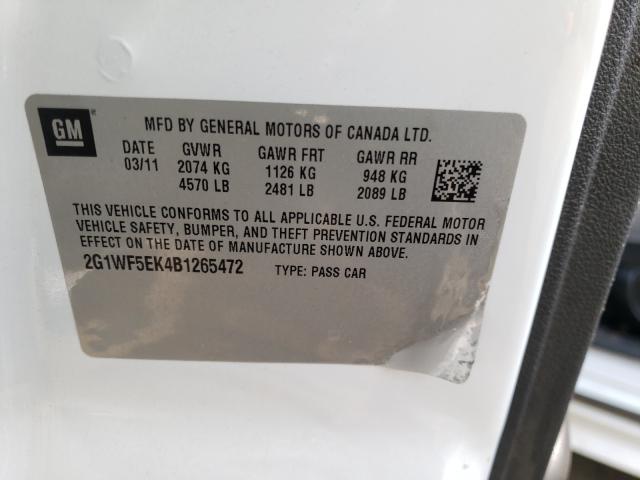 GM
MFD BY GENERAL MOTORS OF CANADA LTD.
DATE GVWR GAWR FRT GAWR RR
03/11 2074 KG 1126 KG 948 KG
4570 LB 2481 LB 2089 LB
THIS VEHICLE CONFORMS TO ALL APPLICABLE U.S. FEDERAL MOTOR
VEHICLE SAFETY, BUMPER, AND THEFT PREVENTION STANDARDS IN
EFFECT ON THE DATE OF MANUFACTURE SHOWN ABOVE.
2G1WF5EK4B1265472 TYPE: PASS CAR